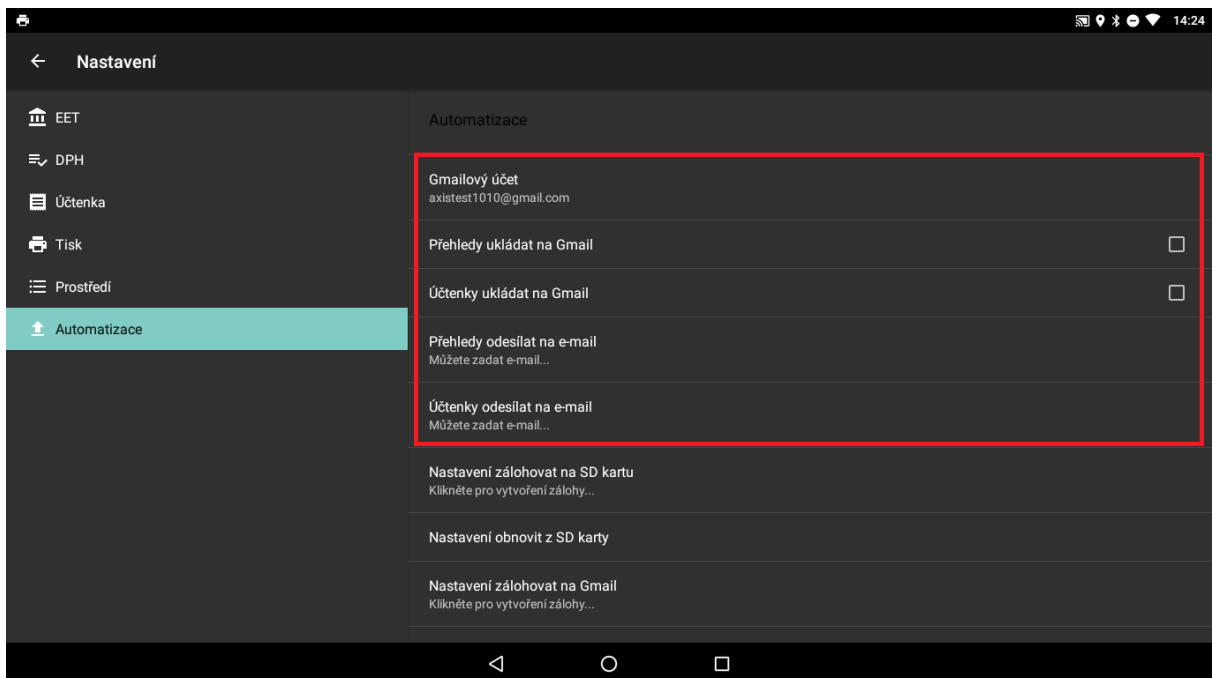 14:24
Nastavení
EET
DPH
Účtenka
Tisk
Prostředí
Automatizace
Automatizace
Gmailový účet
axistest1010@gmail.com
Přehledy ukládat na Gmail
Účtenky ukládat na Gmail
Přehledy odesílat na e-mail
Můžete zadat e-mail...
Účtenky odesílat na e-mail
Můžete zadat e-mail...
Nastavení zálohovat na SD kartu
Klikněte pro vytvoření zálohy...
Nastavení obnovit z SD karty
Nastavení zálohovat na Gmail
Klikněte pro vytvoření zálohy...